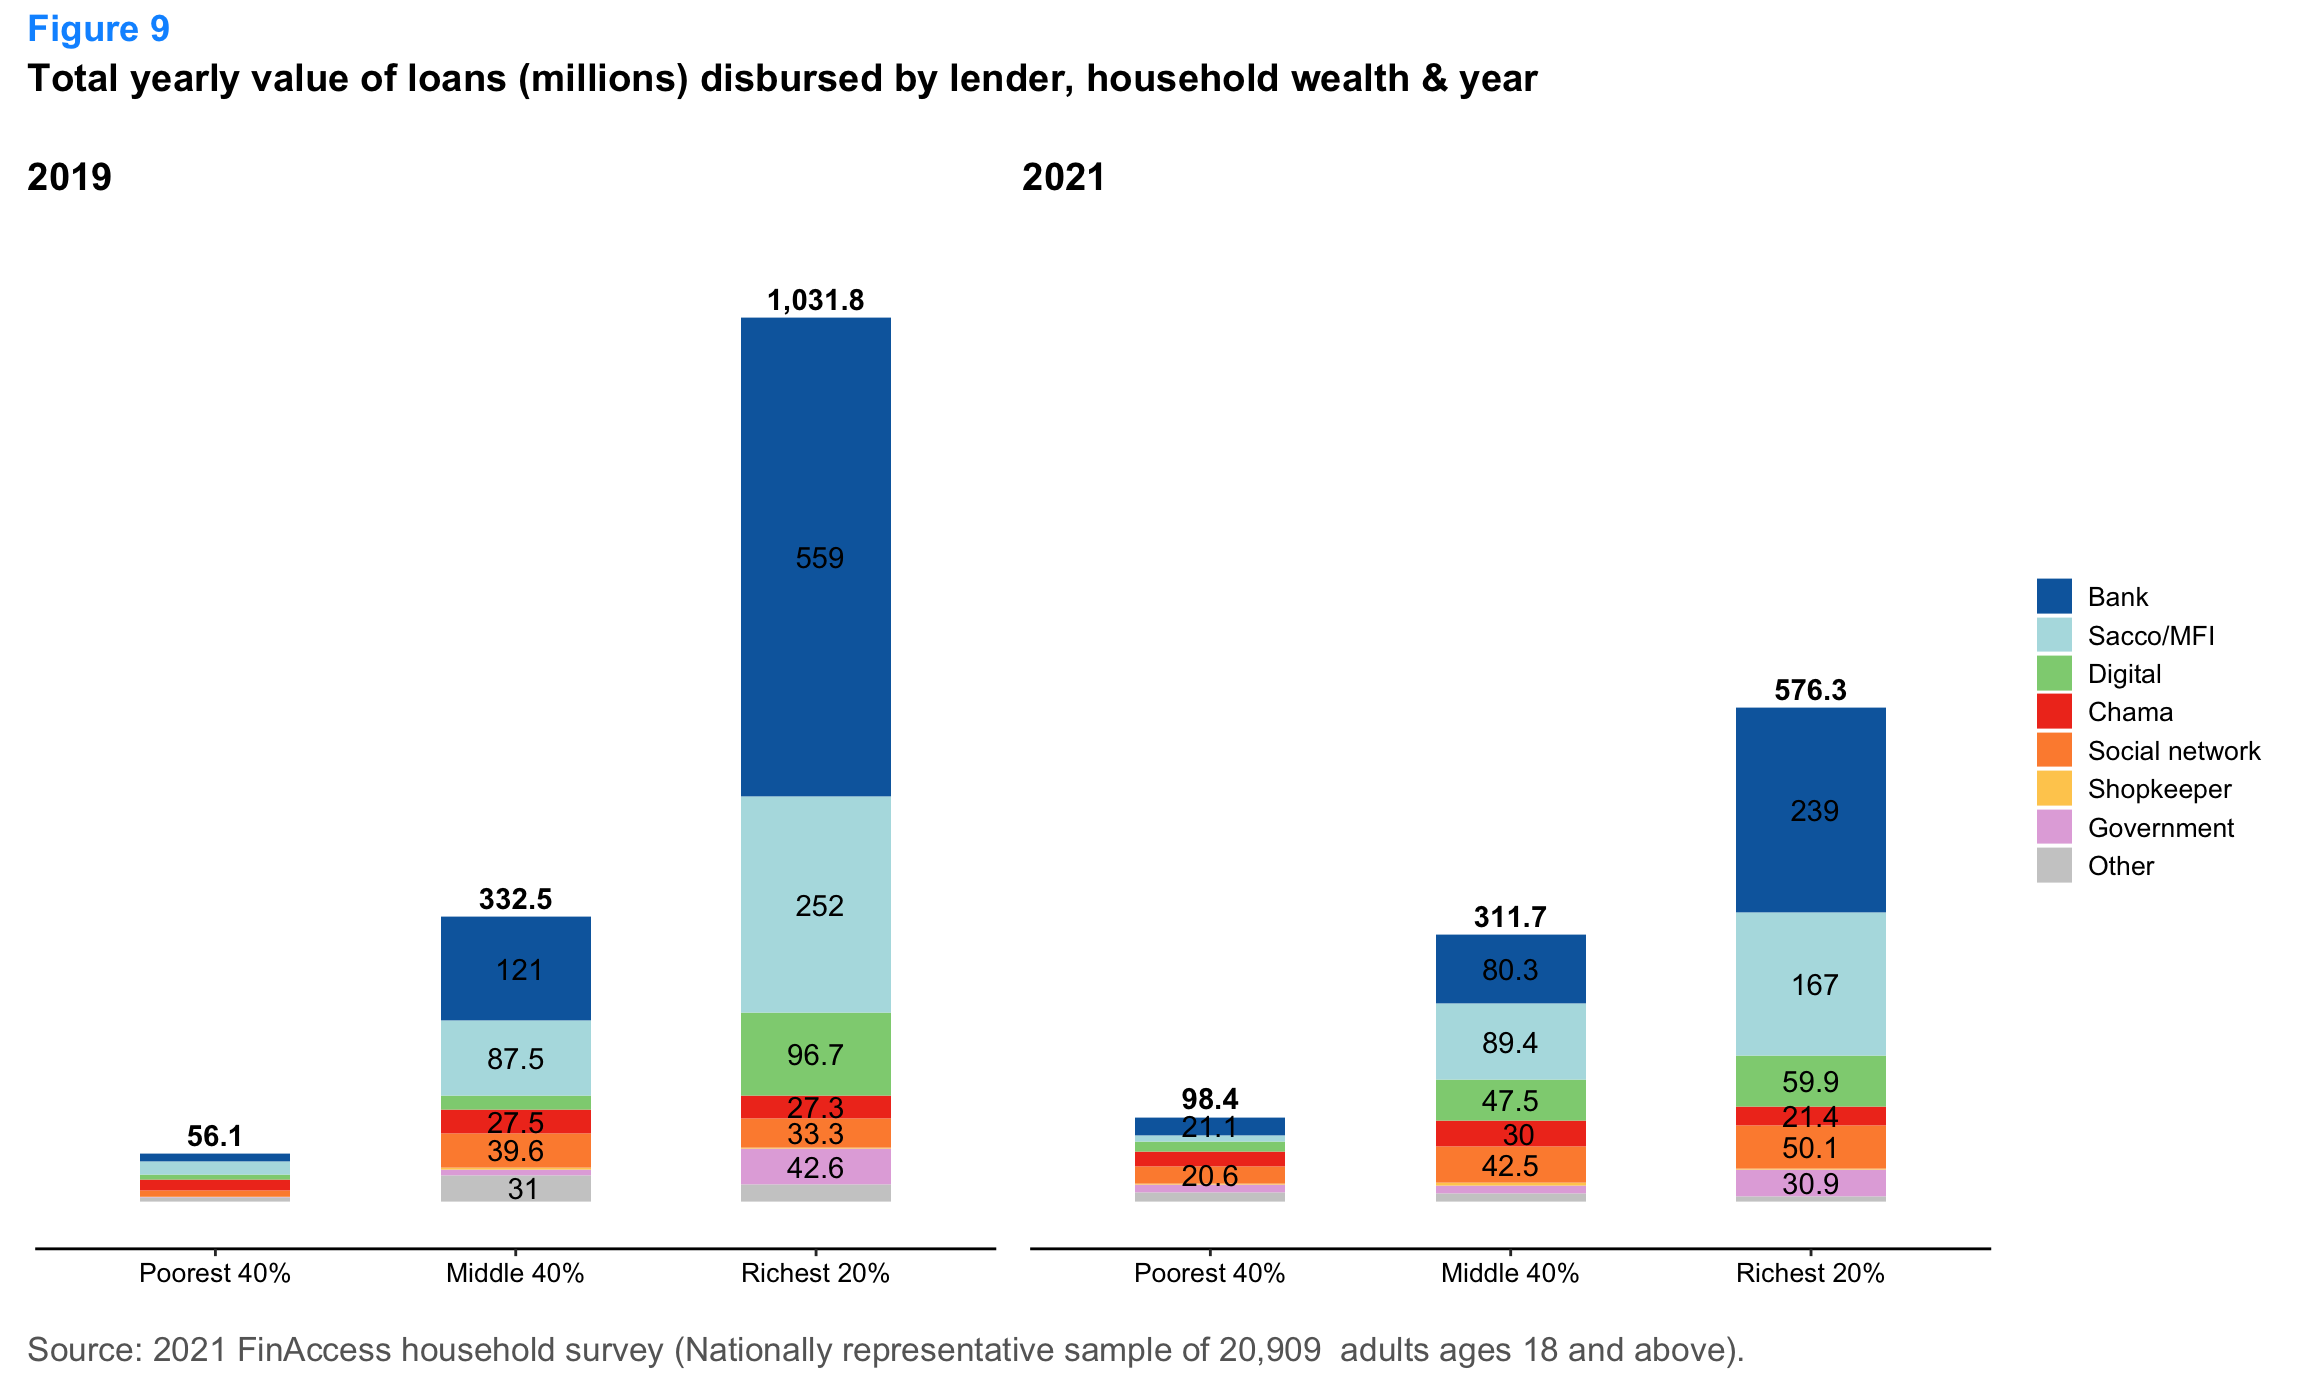 Figure 9
Total yearly value of loans (millions) disbursed by lender, household wealth & year
2019
2021
1,031.8
559
252
96.7
27.3
33.3
42.6
332.5
121
87.5
27.5
39.6
31
56.1
576.3
239
167
59.9
21.4
50.1
30.9
311.7
80.3
89.4
47.5
30
42.5
98.4
21.1
20.6
Bank
Sacco/MFI
Digital
Chama
Social network
Shopkeeper
Government
Other
Poorest 40%
Middle 40%
Richest 20%
Poorest 40%
Middle 40%
Richest 20%
Source: 2021 FinAccess household survey (Nationally representative sample of 20,909  adults ages 18 and above).